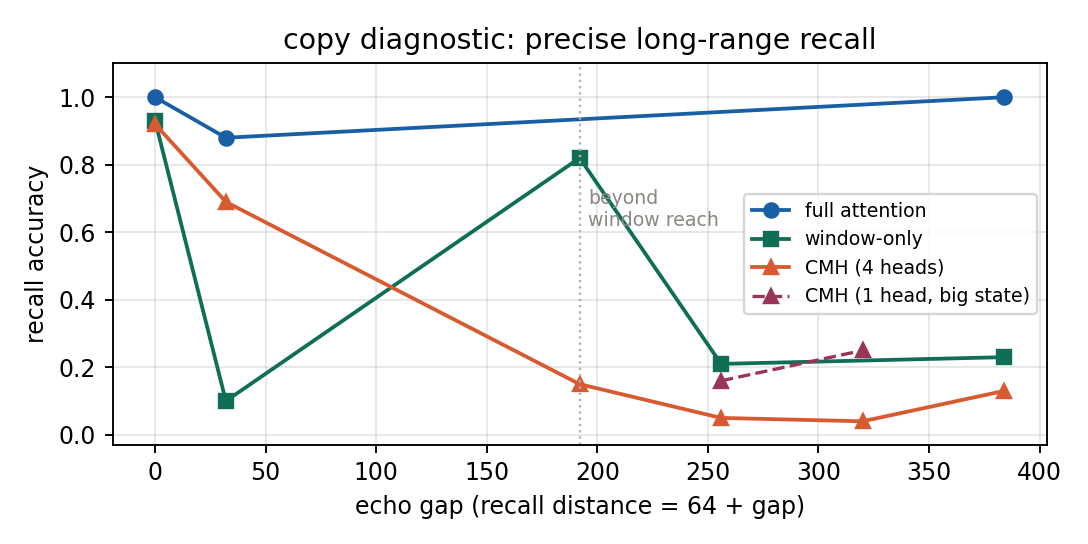 copy diagnostic: precise long-range recall
recall accuracy
1.0
0.8
0.6
0.4
0.2
0.0
beyond
window reach
full attention
window-only
CMH (4 heads)
CMH (1 head, big state)
0 50 100 150 200 250 300 350 400
echo gap (recall distance = 64 + gap)